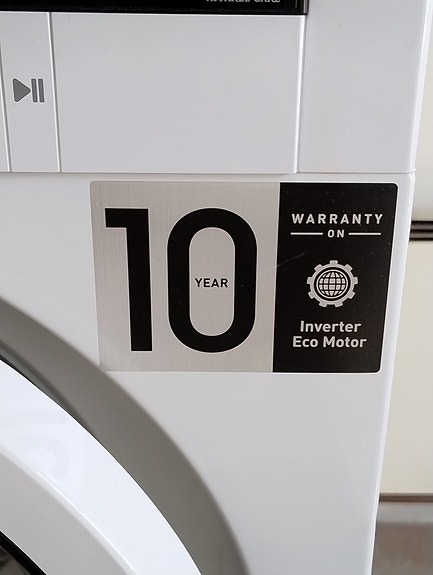 10
YEAR
WARRANTY
ON
Inverter
Eco Motor